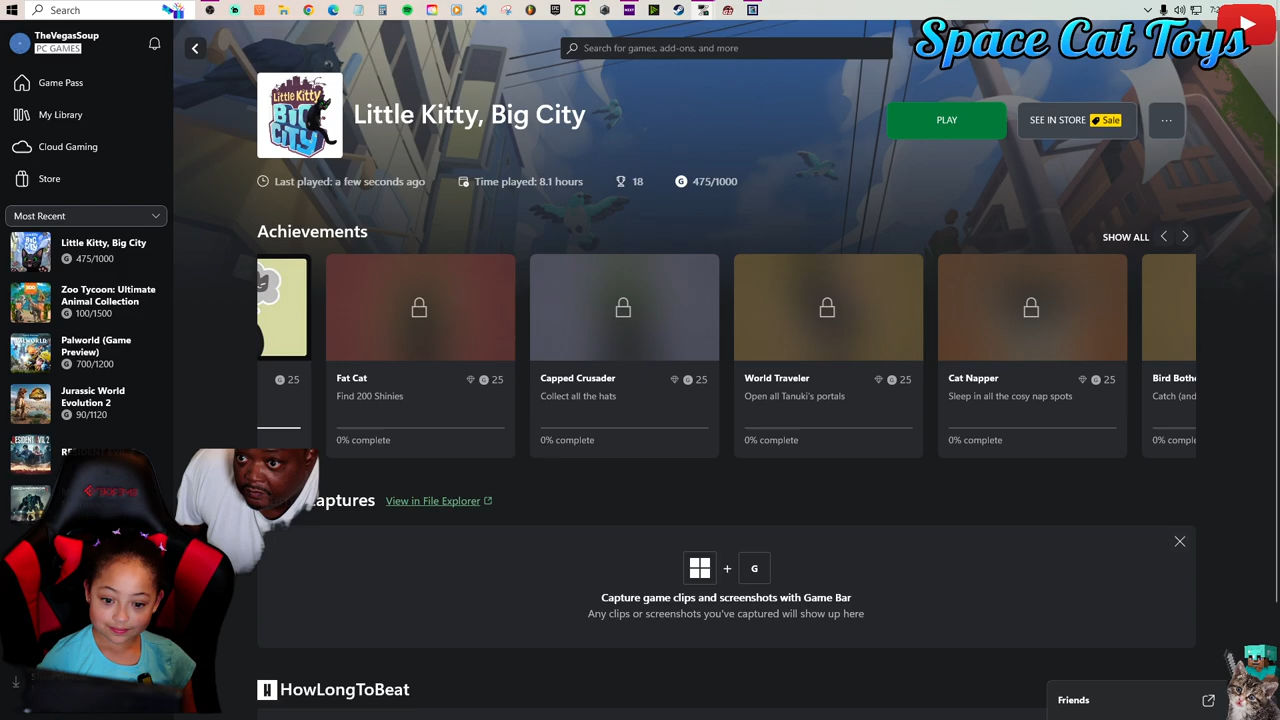 Search
7:2
TheVegasSoup
PC GAMES
Search for games, add-ons, and more
Space Cat Toys
Game Pass
My Library
Cloud Gaming
Store
Most Recent
Little Kitty, Big City
475/1000
Zoo Tycoon: Ultimate
Animal Collection
100/1500
Palworld (Game
Preview)
700/1200
Jurassic World
Evolution 2
90/1120
LITTLE KITTY
BIG
CITY
Little Kitty, Big City
PLAY
SEE IN STORE Sale
Last played: a few seconds ago
Time played: 8.1 hours
18
475/1000
Achievements
SHOW ALL
25
Fat Cat
25
Find 200 Shinies
0% complete
Capped Crusader
25
Collect all the hats
0% complete
World Traveler
25
Open all Tanuki's portals
0% complete
Cat Napper
25
Sleep in all the cosy nap spots
0% complete
Bird Bothe
Catch (and
0% comple
aptures
View in File Explorer
+ G
Capture game clips and screenshots with Game Bar
Any clips or screenshots you've captured will show up here
HowLongToBeat
Friends